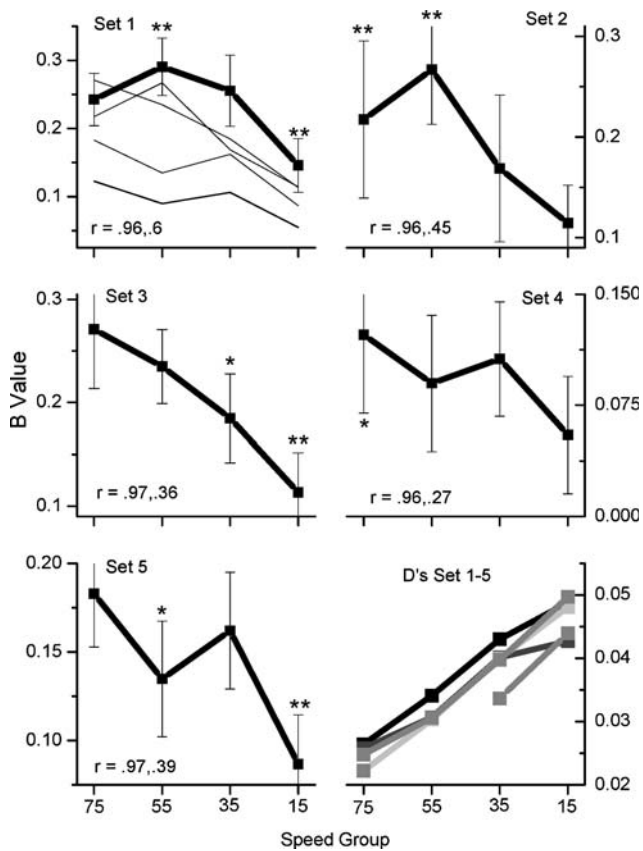 Set 1
**
**
0.3
0.2
0.1
r = .96,.6
Set 2
**
**
0.3
0.2
0.1
r = .96,.45
Set 3
*
**
0.3
0.2
0.1
r = .97,.36
Set 4
*
0.150
0.075
0.000
r = .96,.27
B Value
Set 5
*
**
0.20
0.15
0.10
r = .97,.39
75 55 35 15
D's Set 1-5
0.05
0.04
0.03
0.02
75 55 35 15
Speed Group